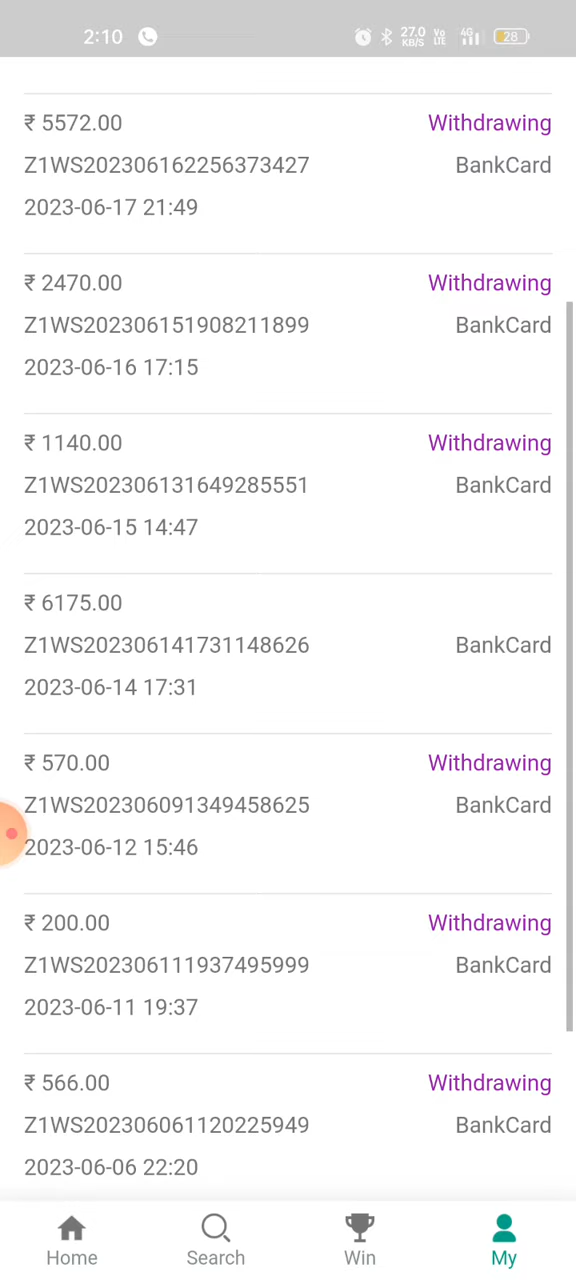 2:10
27.0 KB/S Vo LTE 4G 28
₹ 5572.00 Withdrawing
Z1WS202306162256373427 BankCard
2023-06-17 21:49
₹ 2470.00 Withdrawing
Z1WS202306151908211899 BankCard
2023-06-16 17:15
₹ 1140.00 Withdrawing
Z1WS202306131649285551 BankCard
2023-06-15 14:47
₹ 6175.00
Z1WS202306141731148626 BankCard
2023-06-14 17:31
₹ 570.00 Withdrawing
Z1WS202306091349458625 BankCard
2023-06-12 15:46
₹ 200.00 Withdrawing
Z1WS202306111937495999 BankCard
2023-06-11 19:37
₹ 566.00 Withdrawing
Z1WS202306061120225949 BankCard
2023-06-06 22:20
Home Search Win My